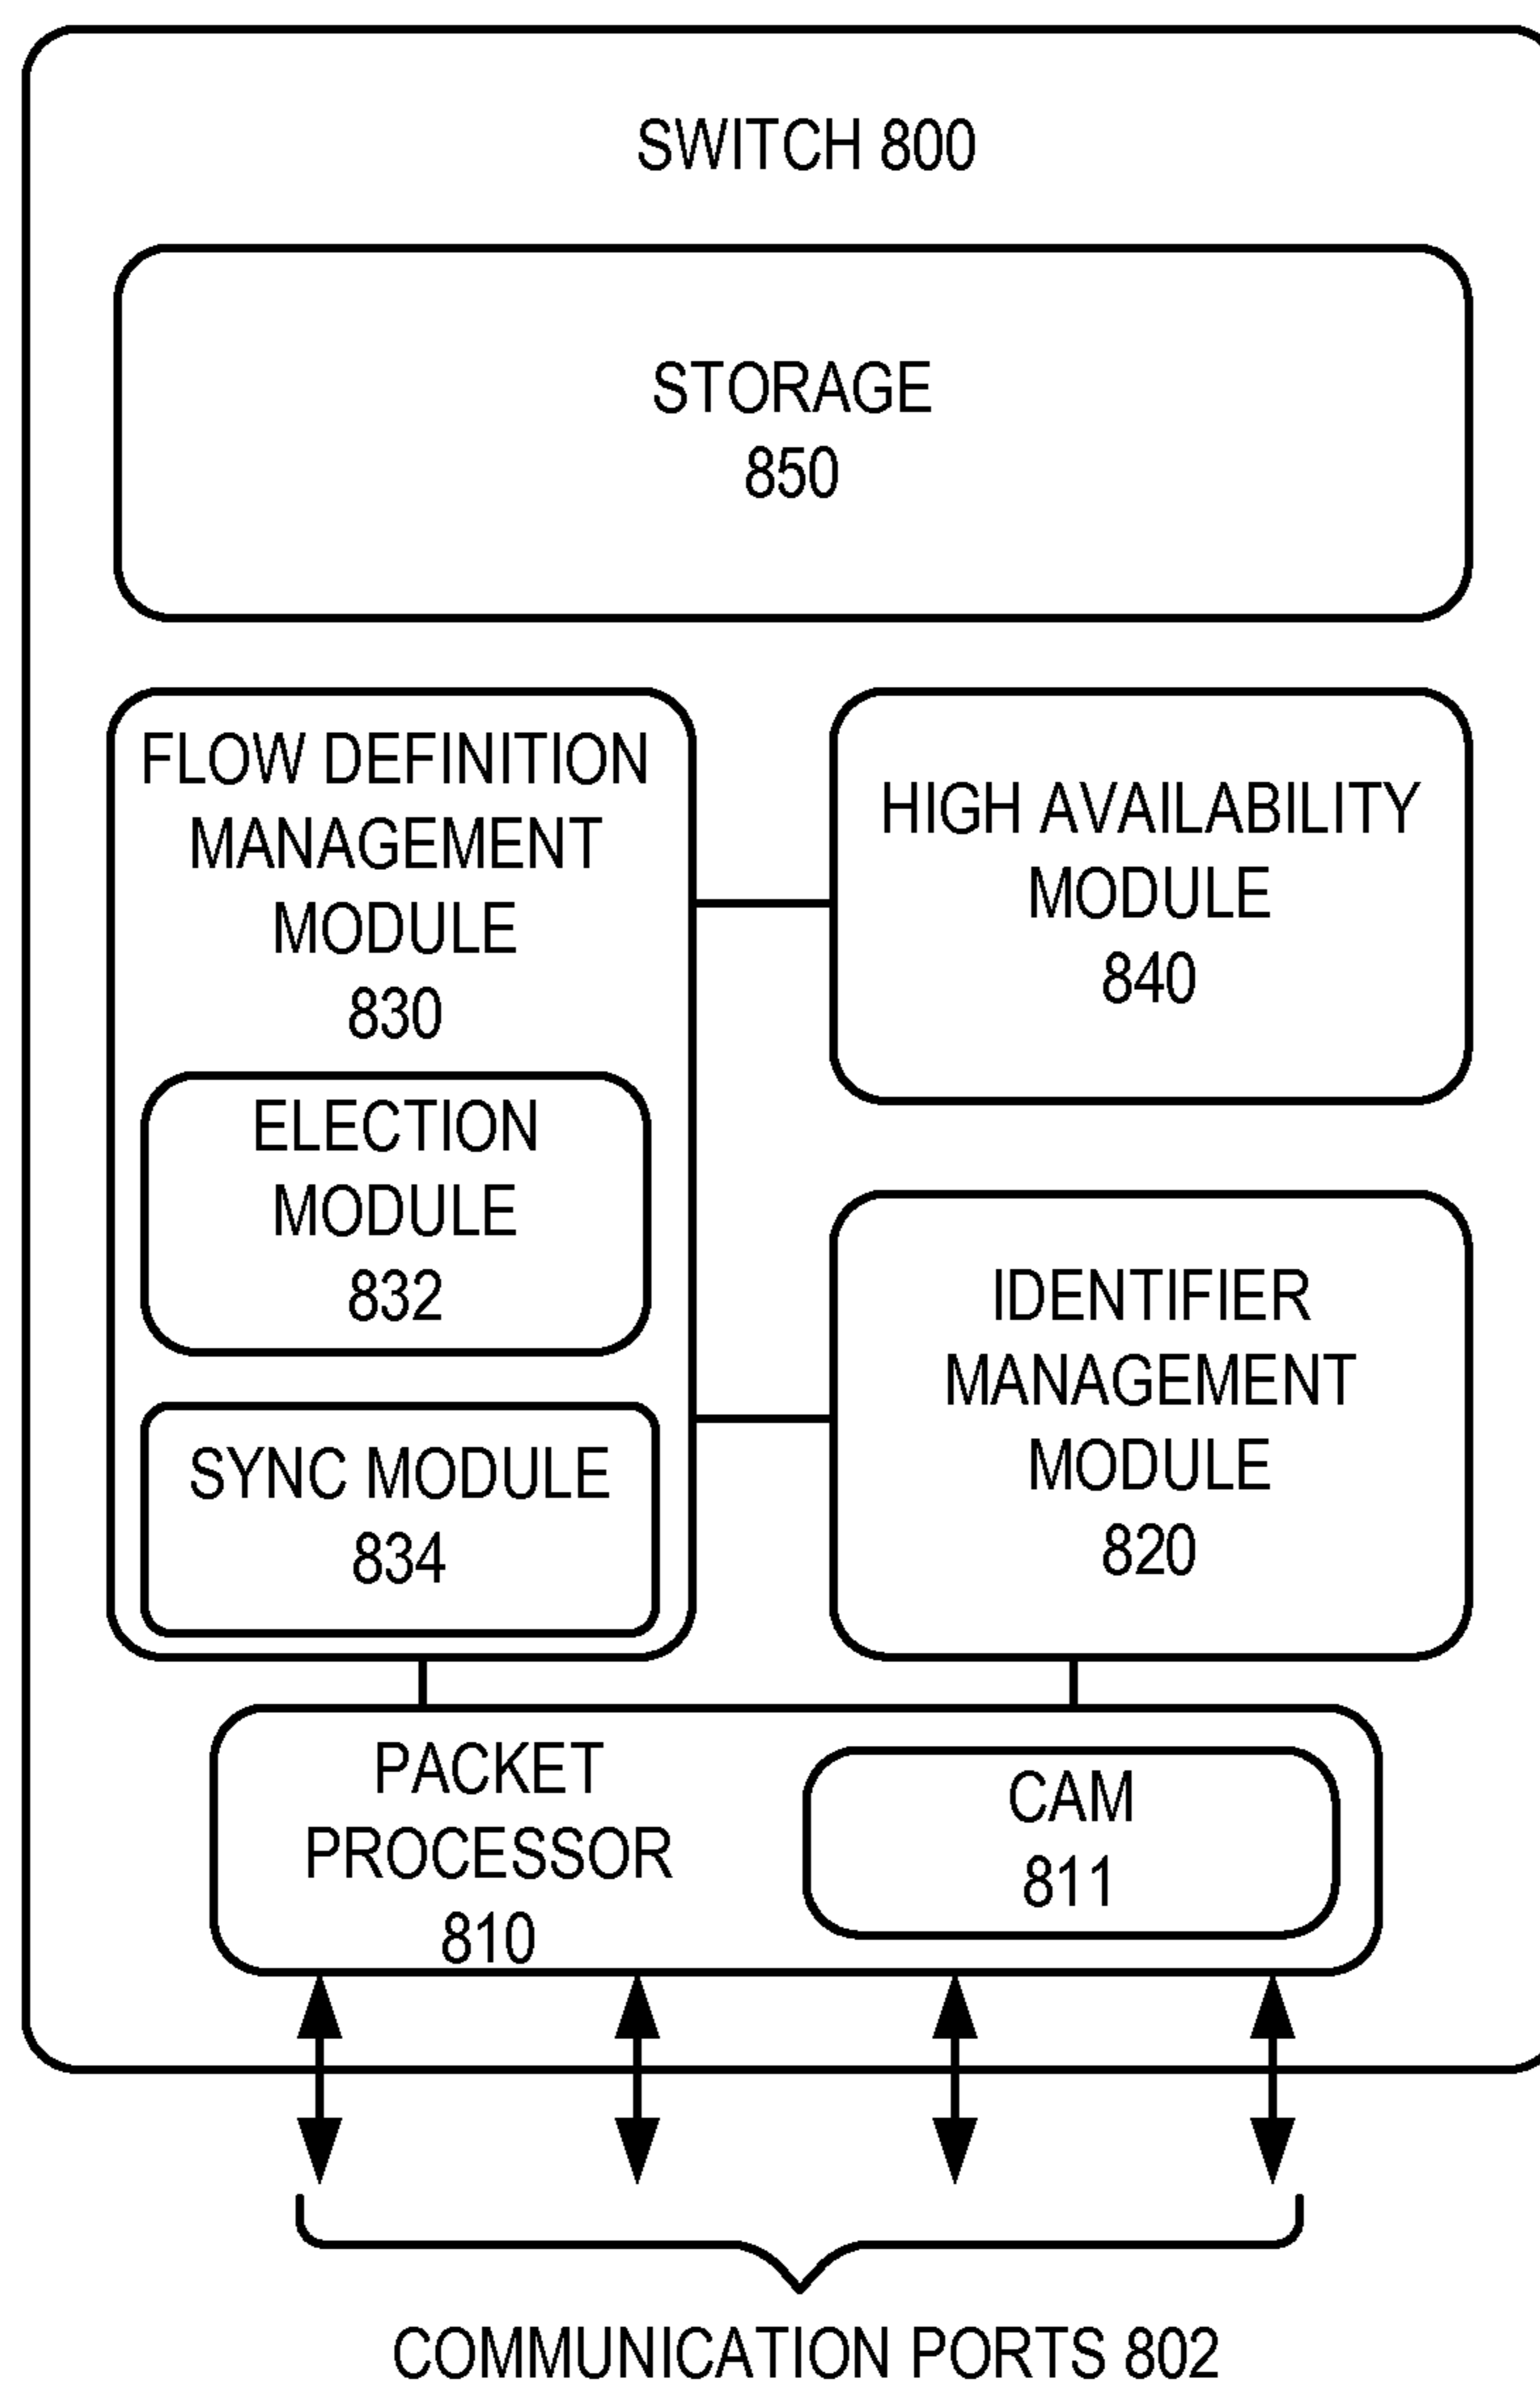 SWITCH 800
STORAGE
850
FLOW DEFINITION
MANAGEMENT
MODULE
830
ELECTION
MODULE
832
SYNC MODULE
834
HIGH AVAILABILITY
MODULE
840
IDENTIFIER
MANAGEMENT
MODULE
820
PACKET
PROCESSOR
810
CAM
811
COMMUNICATION PORTS 802